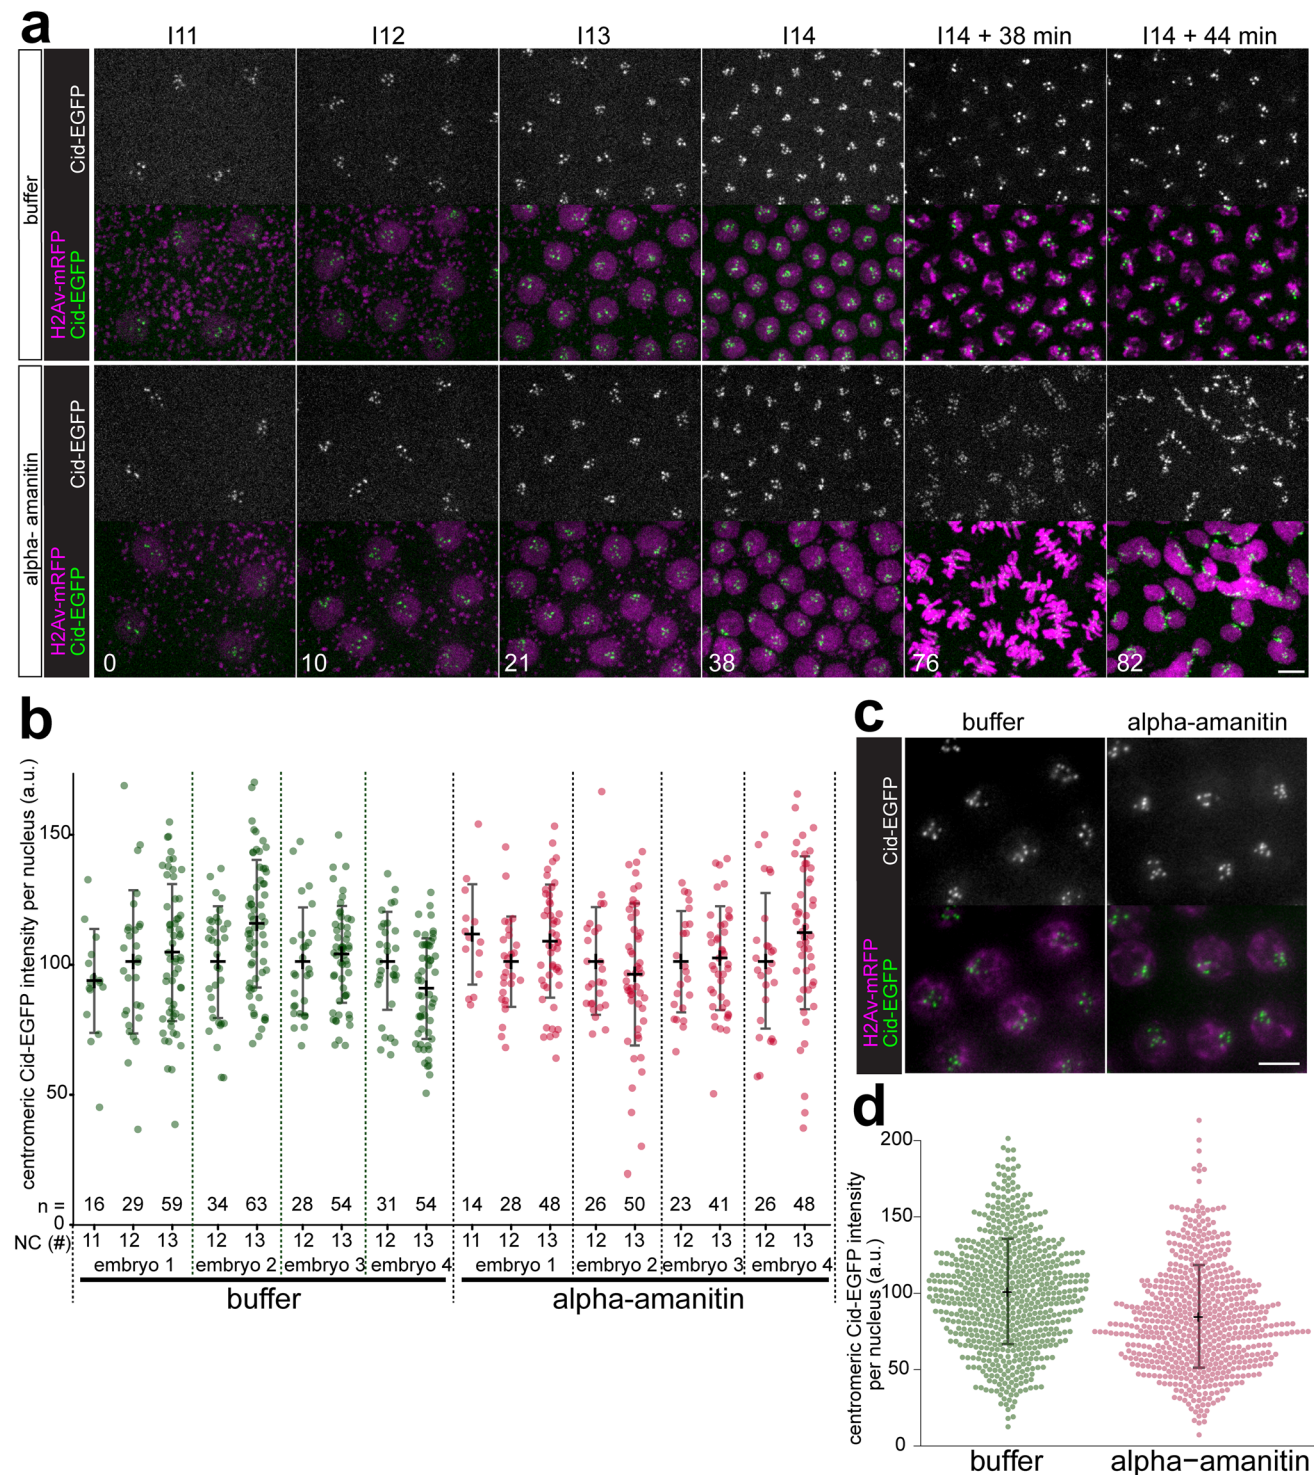 a
I11 I12 I13 I14 I14 + 38 min I14 + 44 min
buffer
Cid-EGFP
H2Av-mRFP
Cid-EGFP
alpha- amanitin
Cid-EGFP
H2Av-mRFP
Cid-EGFP
0 10 21 38 76 82
b
centromeric Cid-EGFP intensity per nucleus (a.u.)
150
100
50
n = 16 29 59 34 63 28 54 31 54 14 28 48 26 50 23 41 26 48
0
NC (#) 11 12 13 12 13 12 13 12 13 11 12 13 12 13 12 13 12 13
embryo 1 embryo 2 embryo 3 embryo 4 embryo 1 embryo 2 embryo 3 embryo 4
buffer alpha-amanitin
c
buffer alpha-amanitin
Cid-EGFP
H2Av-mRFP
Cid-EGFP
d
centromeric Cid-EGFP intensity
per nucleus (a.u.)
200
150
100
50
0
buffer alpha−amanitin